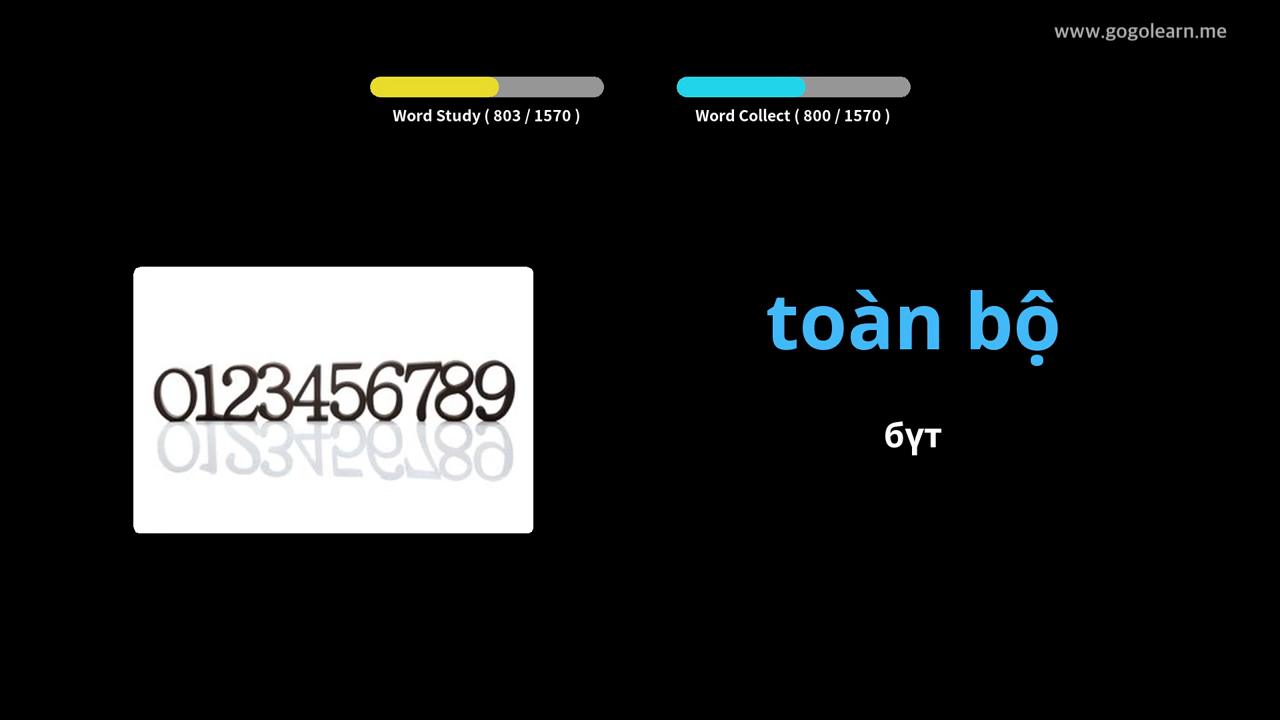 www.gogolearn.me
Word Study ( 803 / 1570 )
Word Collect ( 800 / 1570 )
0123456789
toàn bộ
бүт